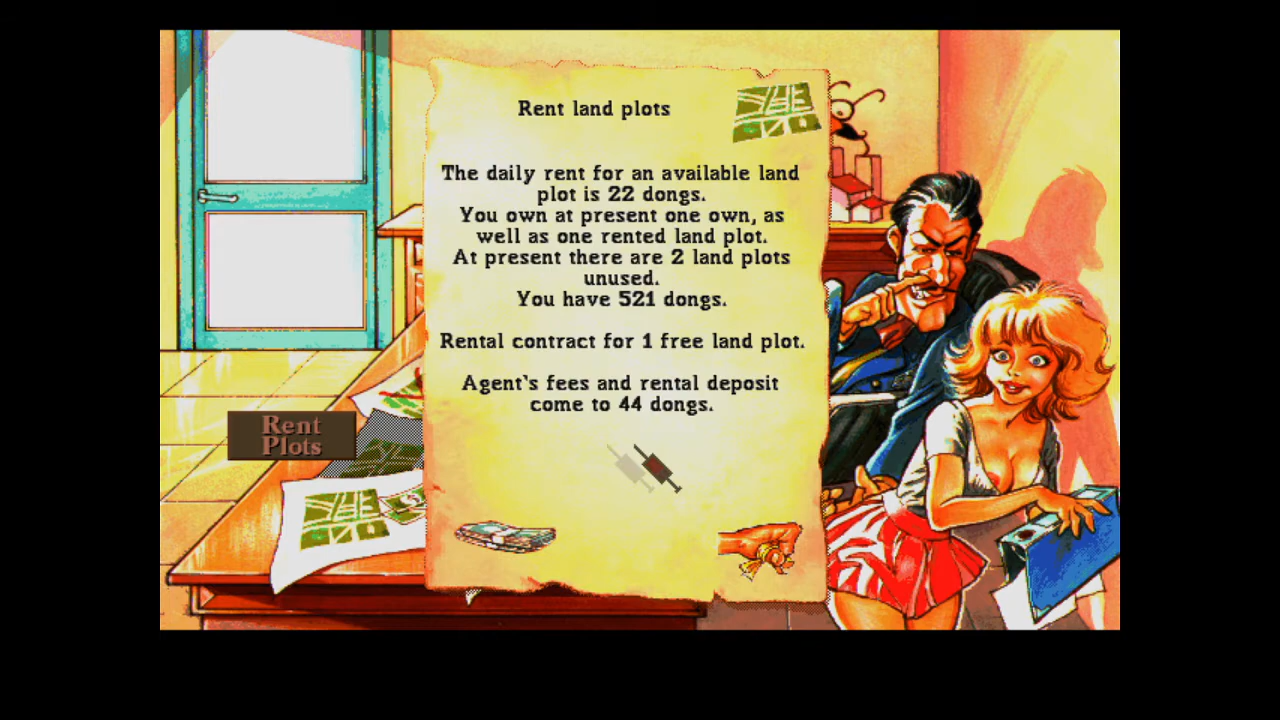 Rent land plots
The daily rent for an available land
plot is 22 dongs.
You own at present one own, as
well as one rented land plot.
At present there are 2 land plots
unused.
You have 521 dongs.
Rental contract for 1 free land plot.
Agent's fees and rental deposit
come to 44 dongs.
Rent
Plots